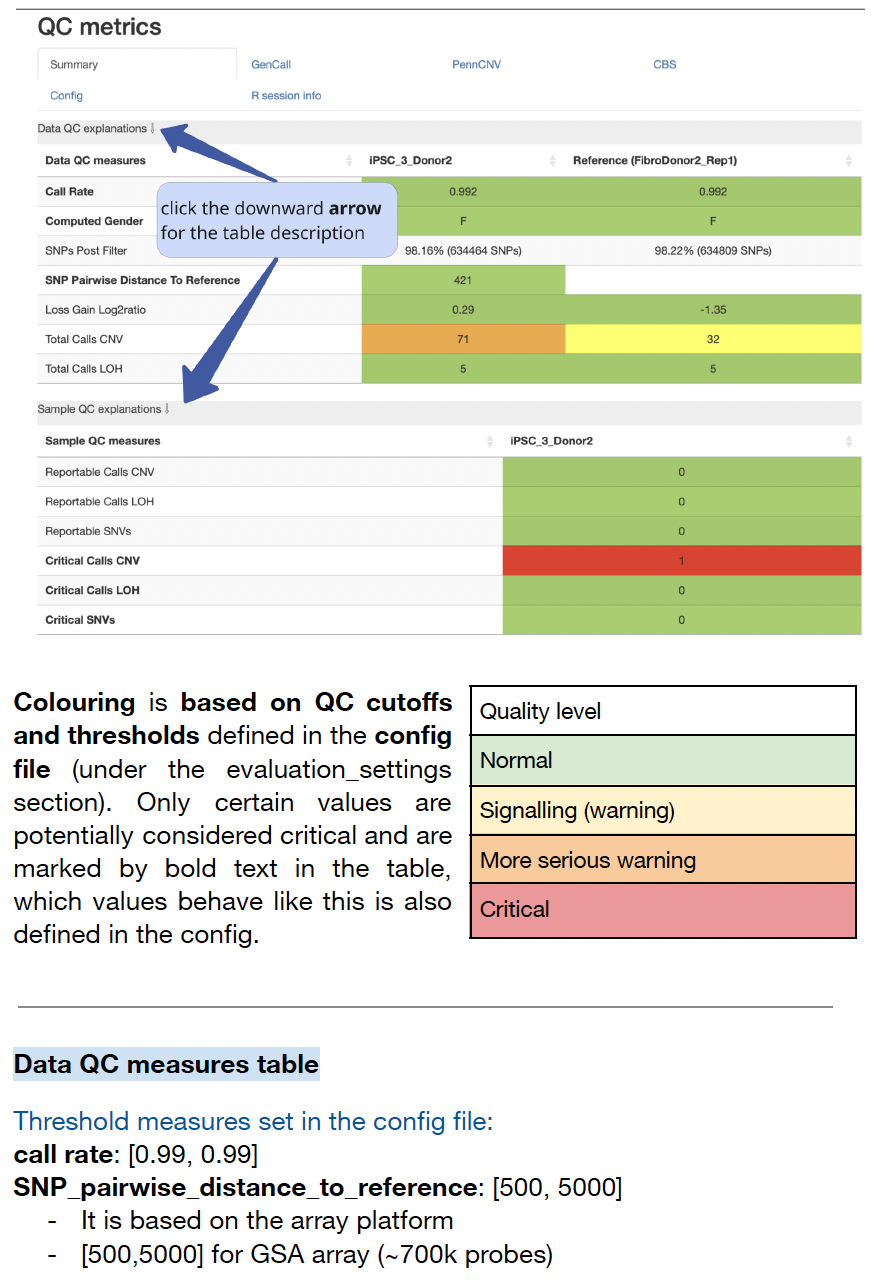 QC metrics
Summary GenCall PennCNV CBS
Config R session info
Data QC explanations ⇓
Data QC measures iPSC_3_Donor2 Reference (FibroDonor2_Rep1)
Call Rate 0.992 0.992
Computed Gender F F
click the downward arrow
for the table description
SNPs Post Filter 98.16% (634464 SNPs) 98.22% (634809 SNPs)
SNP Pairwise Distance To Reference 421
Loss Gain Log2ratio 0.29 -1.35
Total Calls CNV 71 32
Total Calls LOH 5 5
Sample QC explanations ⇓
Sample QC measures iPSC_3_Donor2
Reportable Calls CNV 0
Reportable Calls LOH 0
Reportable SNVs 0
Critical Calls CNV 1
Critical Calls LOH 0
Critical SNVs 0
Colouring is based on QC cutoffs
and thresholds defined in the config
file (under the evaluation_settings
section). Only certain values are
potentially considered critical and are
marked by bold text in the table,
which values behave like this is also
defined in the config.
Quality level
Normal
Signalling (warning)
More serious warning
Critical
Data QC measures table
Threshold measures set in the config file:
call rate: [0.99, 0.99]
SNP_pairwise_distance_to_reference: [500, 5000]
- It is based on the array platform
- [500,5000] for GSA array (~700k probes)